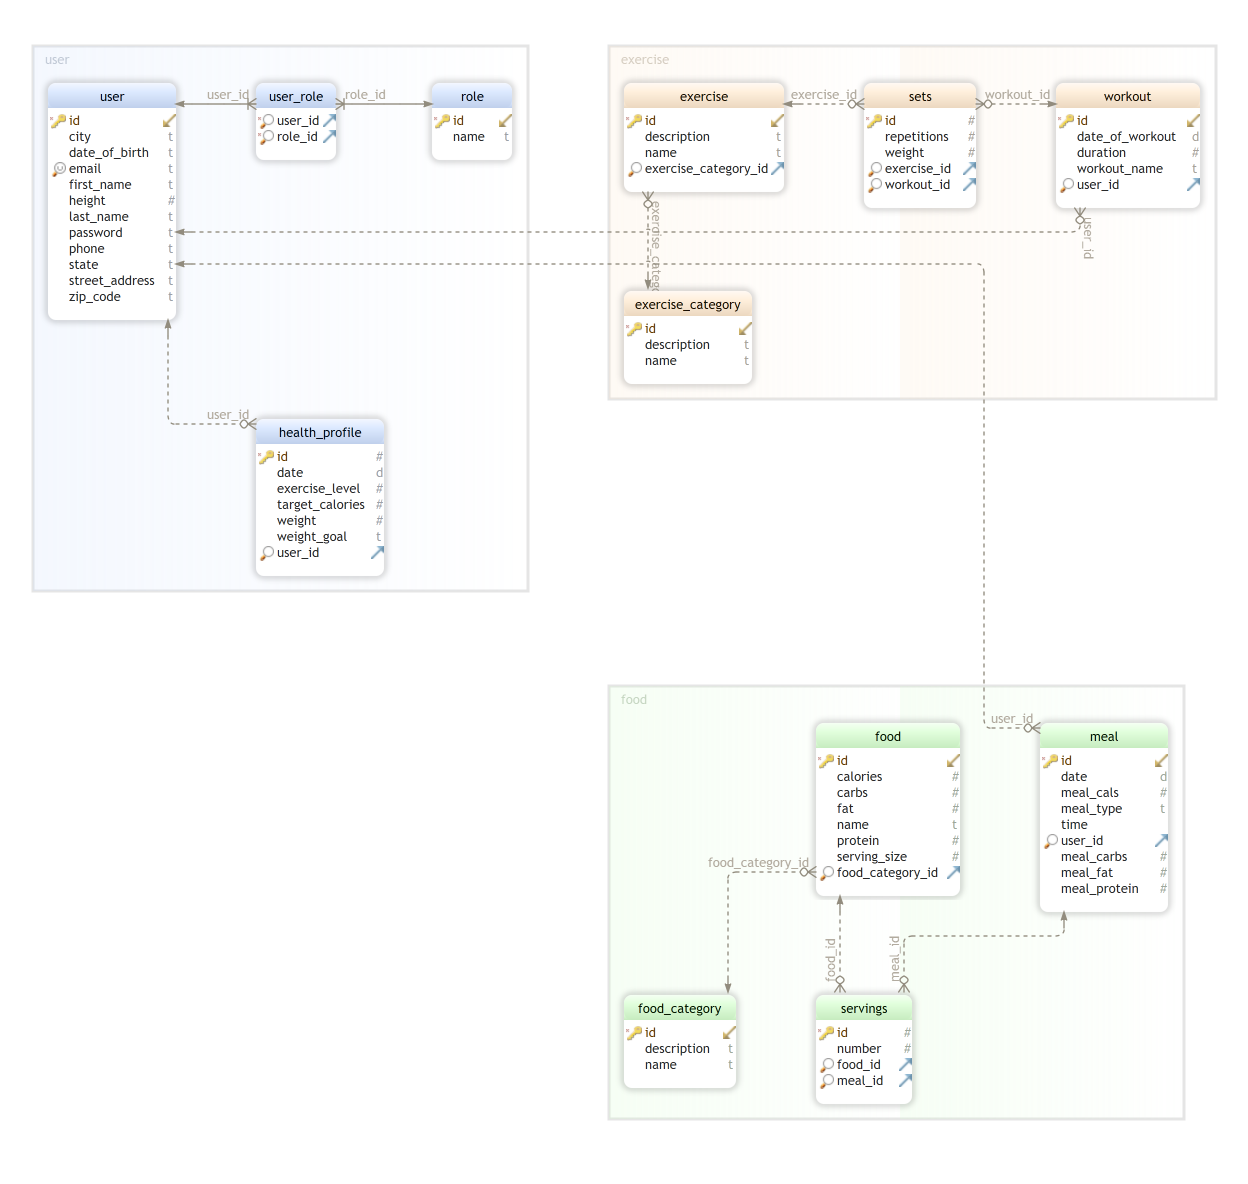 user
user
id
city t
date_of_birth t
email t
first_name t
height #
last_name t
password t
phone t
state t
street_address t
zip_code t
user_id
user_role
user_id
role_id
role_id
role
id
name t
user_id
health_profile
id #
date d
exercise_level #
target_calories #
weight #
weight_goal t
user_id
exercise
exercise
id
description t
name t
exercise_category_id
exercise_id
sets
id #
repetitions #
weight #
exercise_id
workout_id
workout_id
workout
id
date_of_workout d
duration #
workout_name t
user_id
user_id
exercise_catego
exercise_category
id
description t
name t
food
food
id
calories #
carbs #
fat #
name t
protein #
serving_size #
food_category_id
user_id
meal
id
date d
meal_cals #
meal_type t
time
user_id
meal_carbs #
meal_fat #
meal_protein #
food_category_id
food_id
meal_id
food_category
id
description t
name t
servings
id #
number #
food_id
meal_id